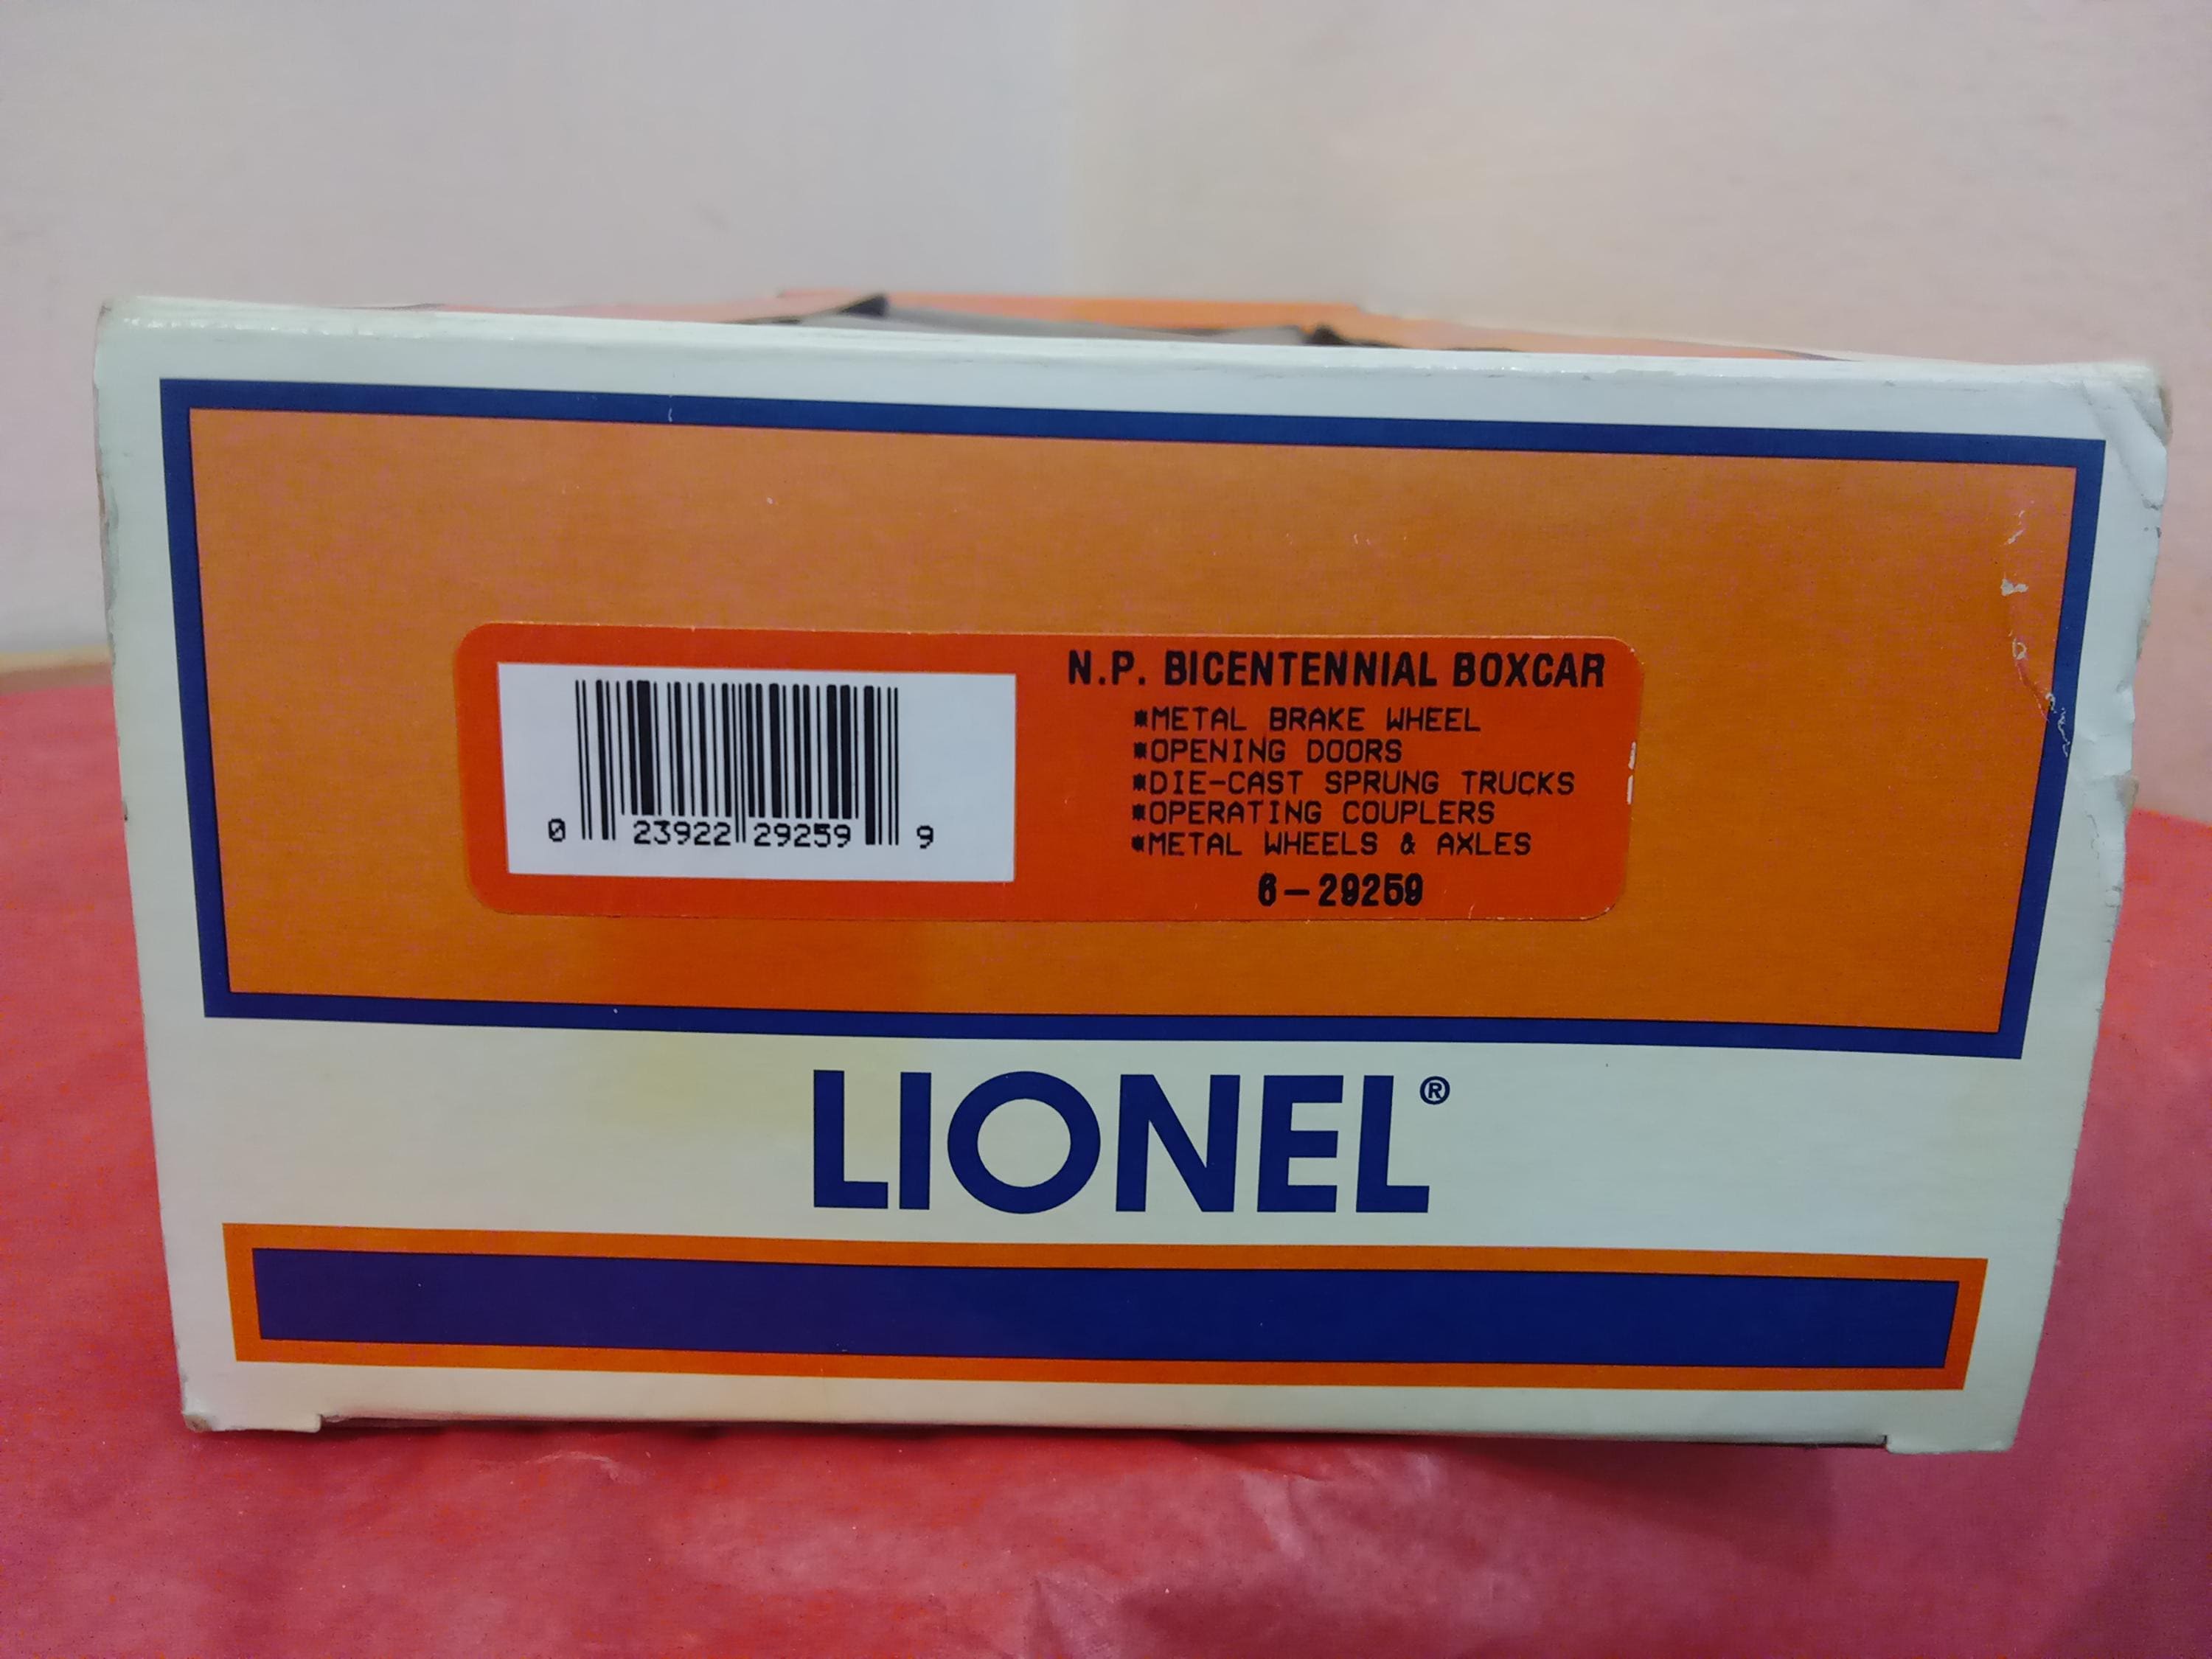 N.P. BICENTENNIAL BOXCAR
*METAL BRAKE WHEEL
*OPENING DOORS
*DIE-CAST SPRUNG TRUCKS
*OPERATING COUPLERS
*METAL WHEELS & AXLES
6-29259
0 23922 29259 9
LIONEL®